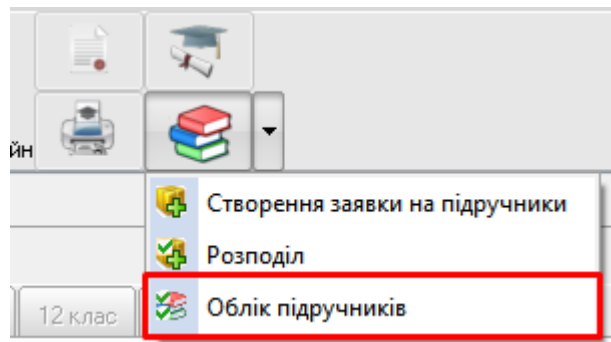 йн
Створення заявки на підручники
Розподіл
12 клас
Облік підручників